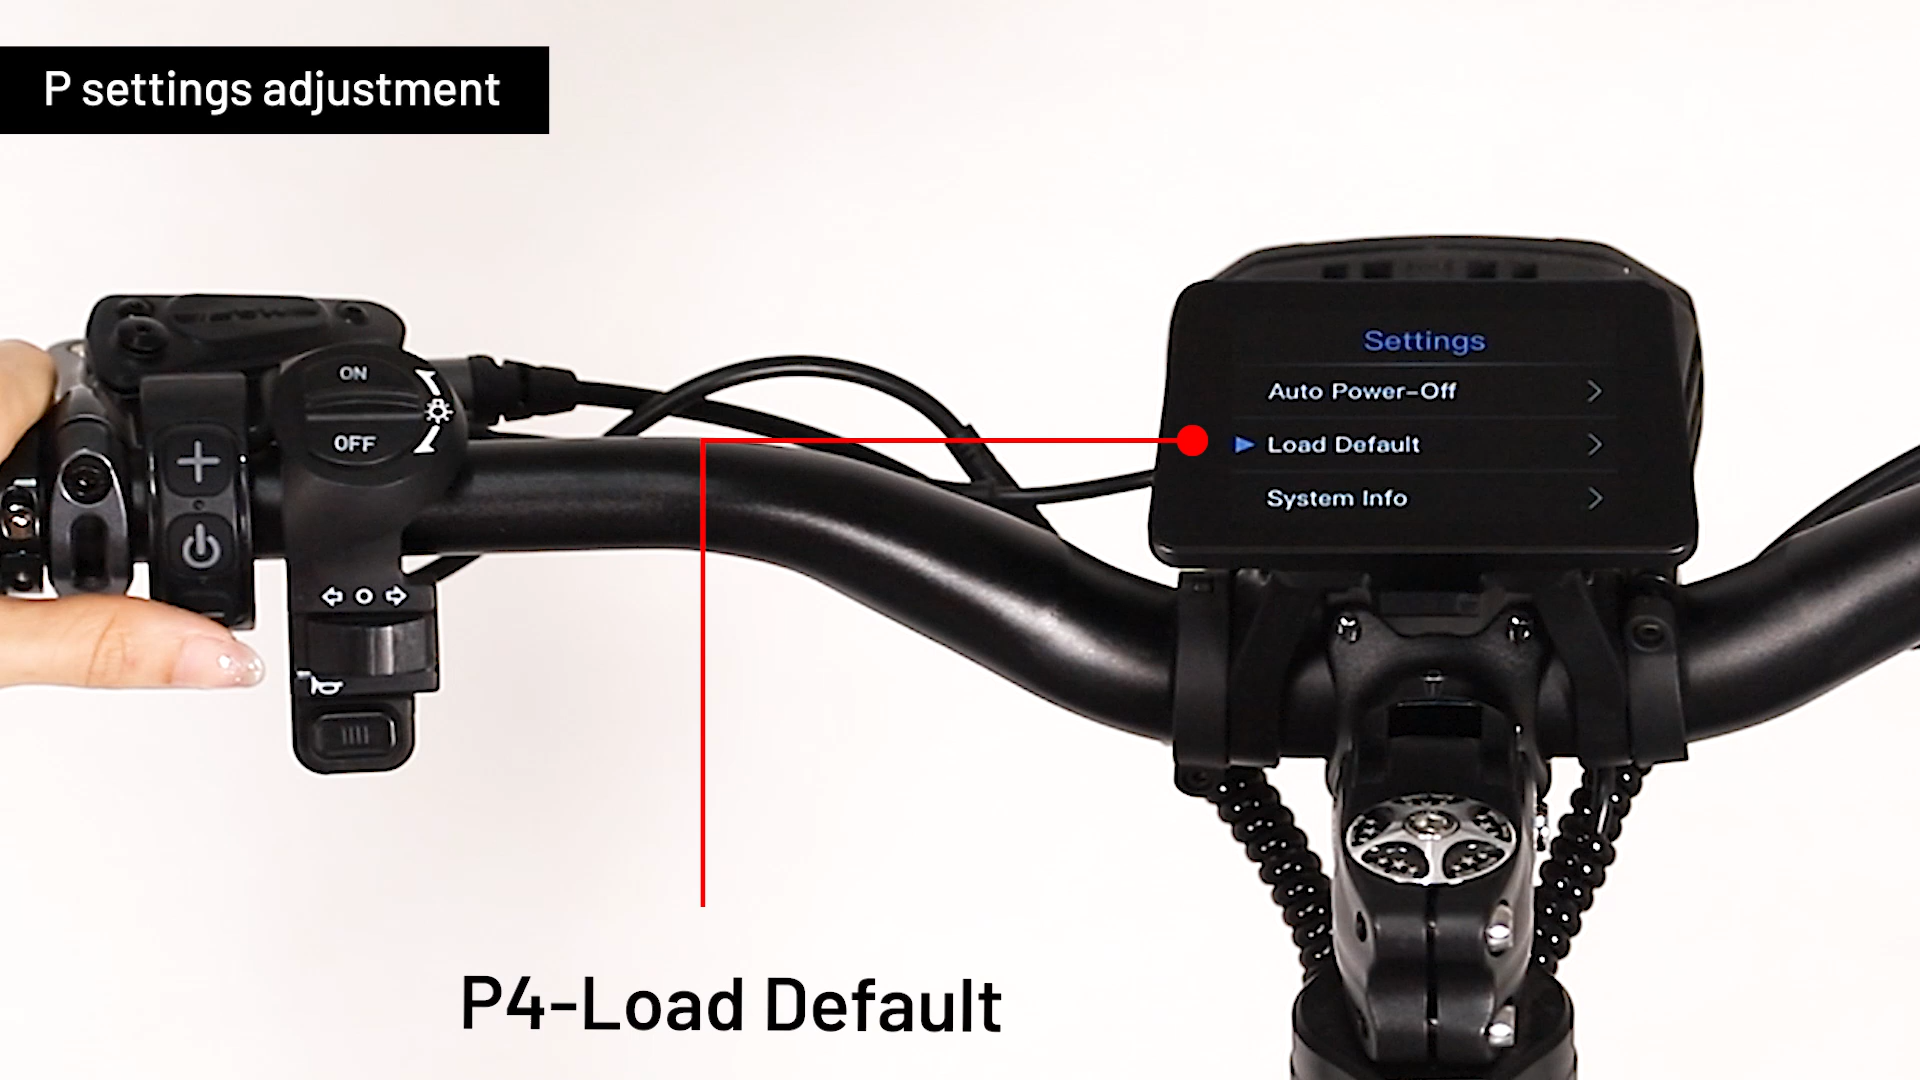 P settings adjustment
Settings
Auto Power-Off
Load Default
System Info
ON
OFF
P4-Load Default